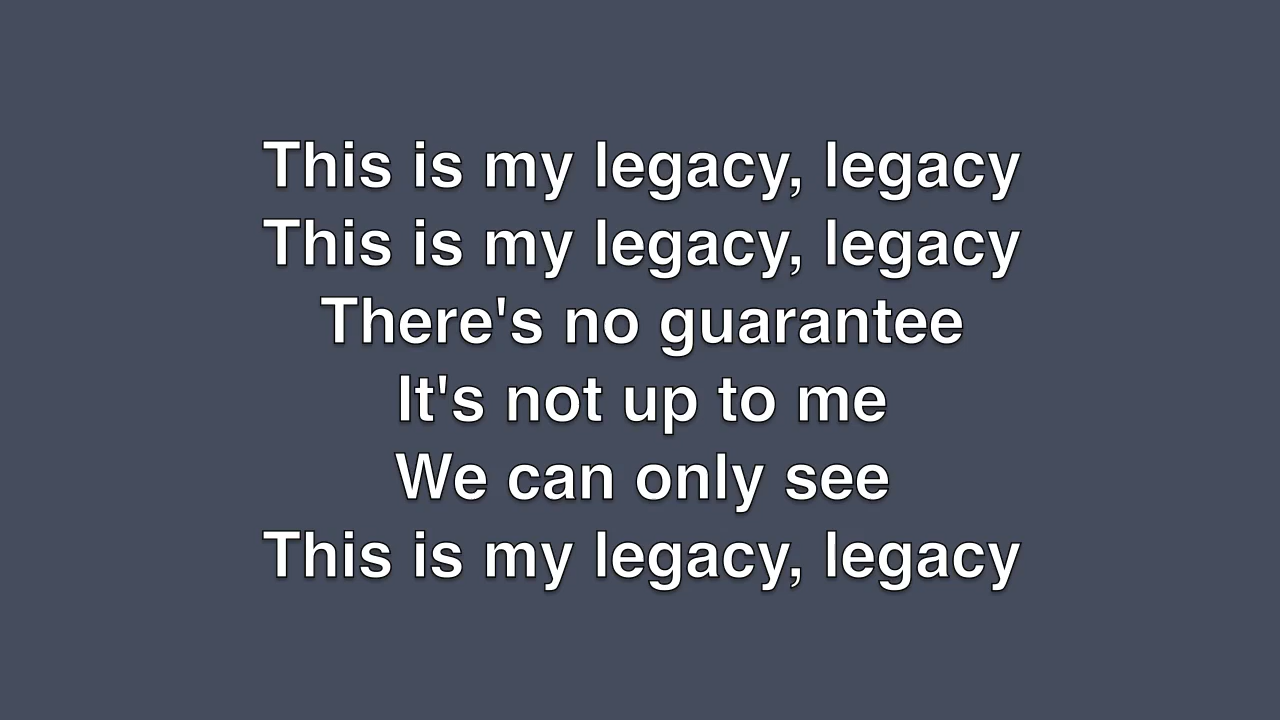 This is my legacy, legacy
This is my legacy, legacy
There's no guarantee
It's not up to me
We can only see
This is my legacy, legacy